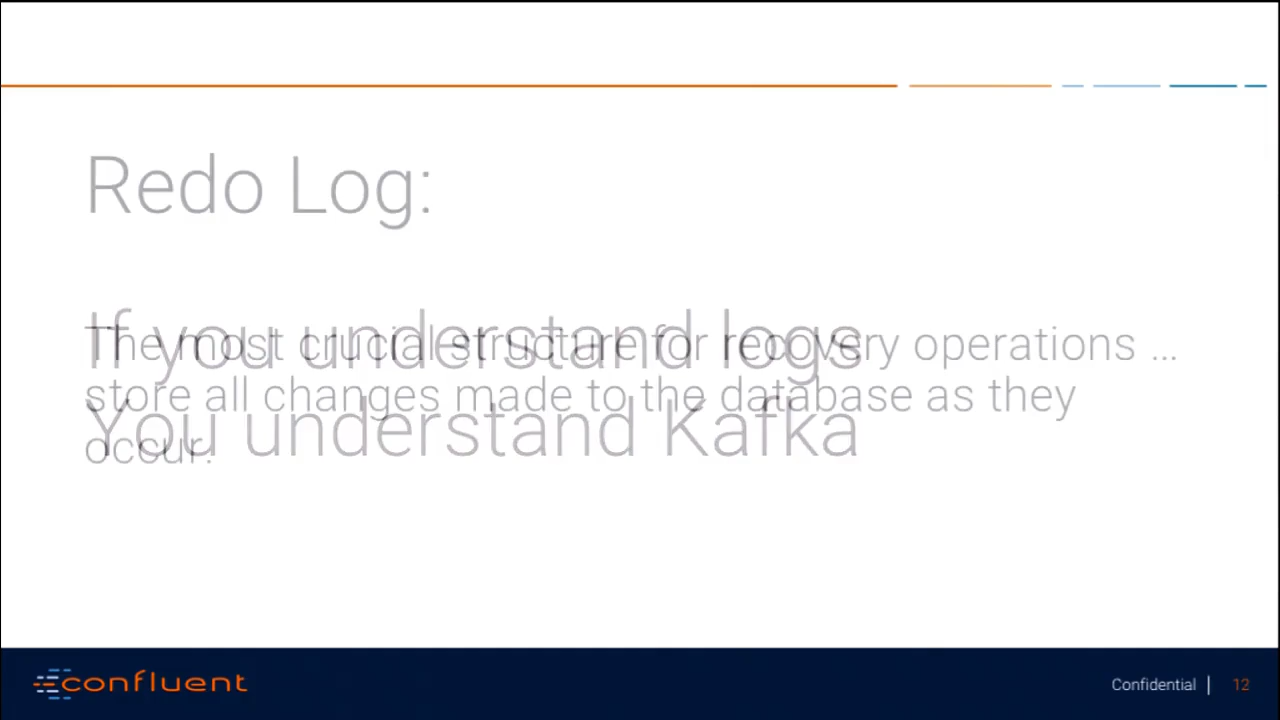 Redo Log:
If you understand logs
The most crucial structure for recovery operations ...
store all changes made to the database as they
You understand Kafka
occur.
confluent
Confidential | 12